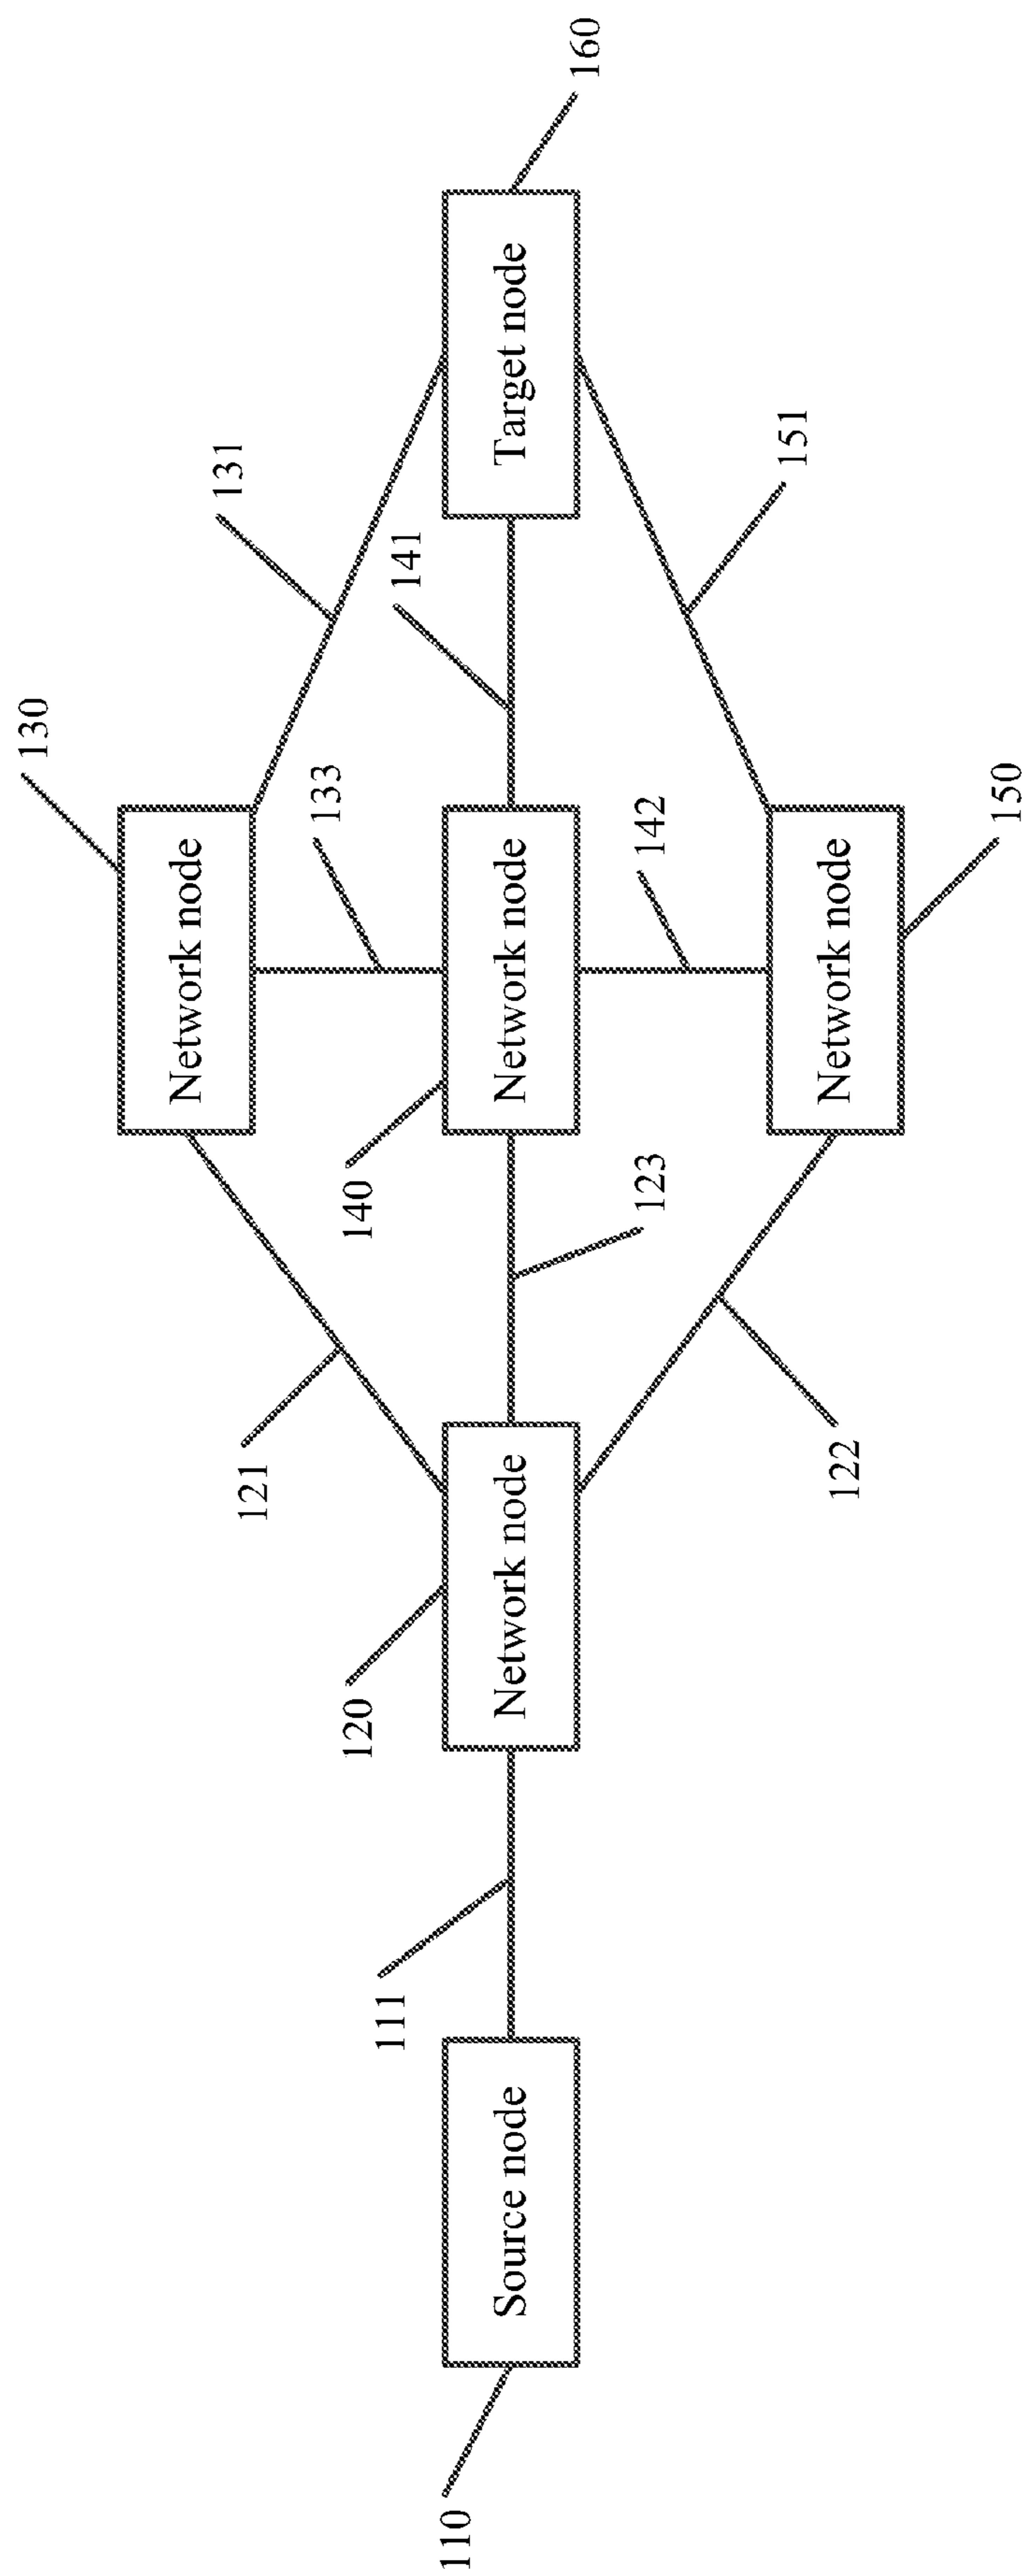 110
Source node
111
120
Network node
121
123
122
130
Network node
140
Network node
150
Network node
133
142
131
141
151
Target node
160